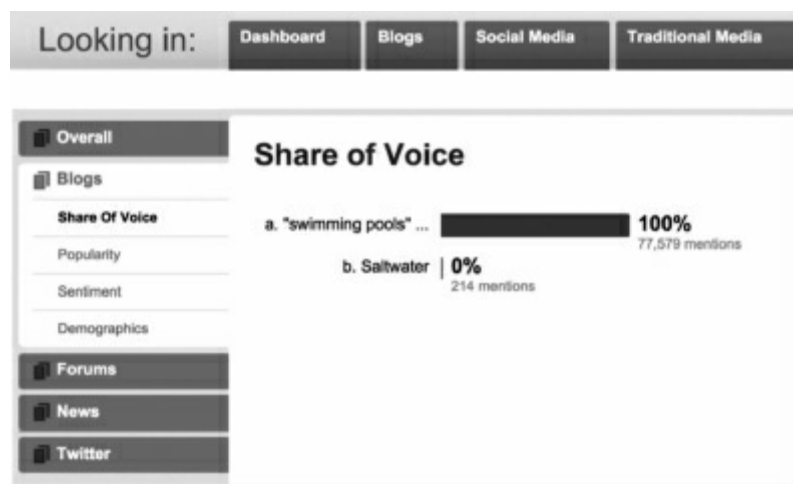 Looking in:
Dashboard
Blogs
Social Media
Traditional Media
Overall
Blogs
Share Of Voice
Popularity
Sentiment
Demographics
Forums
News
Twitter
Share of Voice
a. "swimming pools" ... 100%
77,579 mentions
b. Saltwater 0%
214 mentions